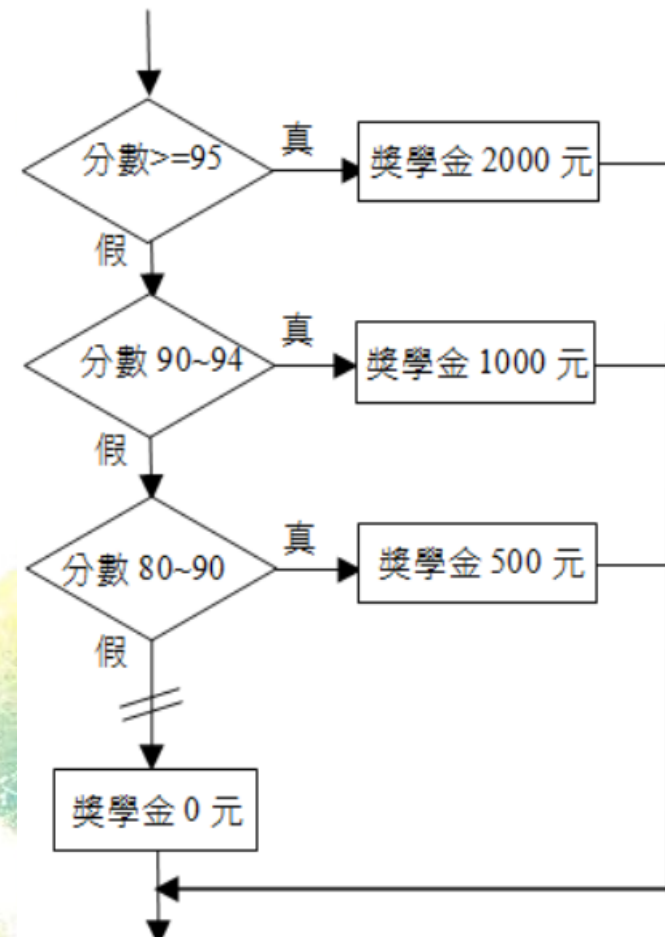 分數>=95
真
獎學金 2000 元
假
分數 90~94
真
獎學金 1000 元
假
分數 80~90
真
獎學金 500 元
假
獎學金 0 元